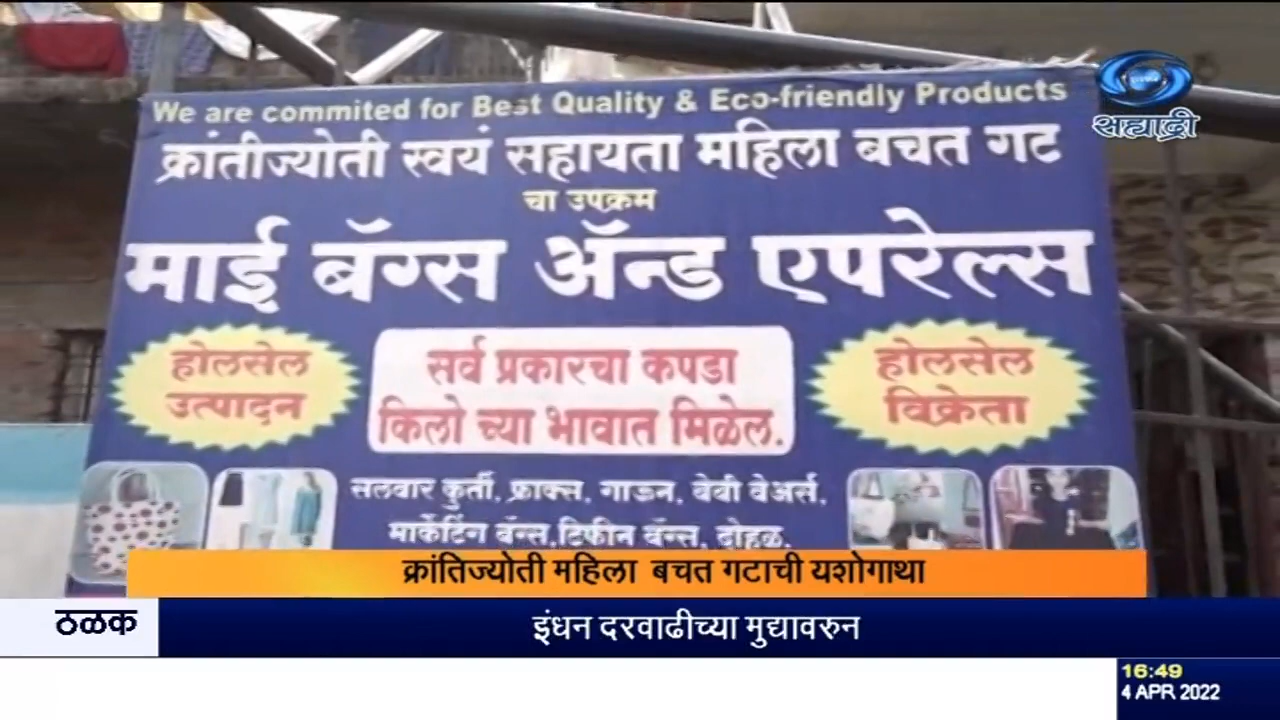 We are commited for Best Quality & Eco-friendly Products
क्रांतीज्योती स्वयं सहायता महिला बचत गट
चा उपक्रम
माई बॅग्स ॲन्ड एपरेल्स
होलसेल
उत्पादन
सर्व प्रकारचा कपडा
किलो च्या भावात मिळेल.
होलसेल
विक्रेता
सलवार कुर्ती, फ्राक्स, गाऊन, बेबी वेअर्स,
मार्केटिंग बॅग्स,टिफीन बॅग्स, दोहळ.
सह्याद्री
क्रांतिज्योती महिला बचत गटाची यशोगाथा
ठळक
इंधन दरवाढीच्या मुद्यावरुन
16:49
4 APR 2022